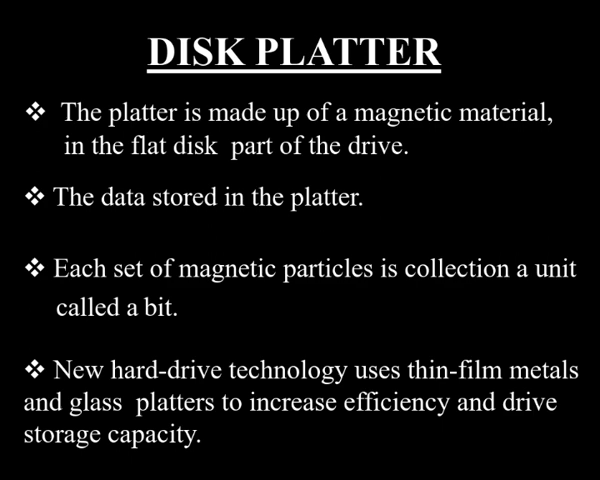 DISK PLATTER
❖ The platter is made up of a magnetic material,
in the flat disk part of the drive.
❖ The data stored in the platter.
❖ Each set of magnetic particles is collection a unit
called a bit.
❖ New hard-drive technology uses thin-film metals
and glass platters to increase efficiency and drive
storage capacity.